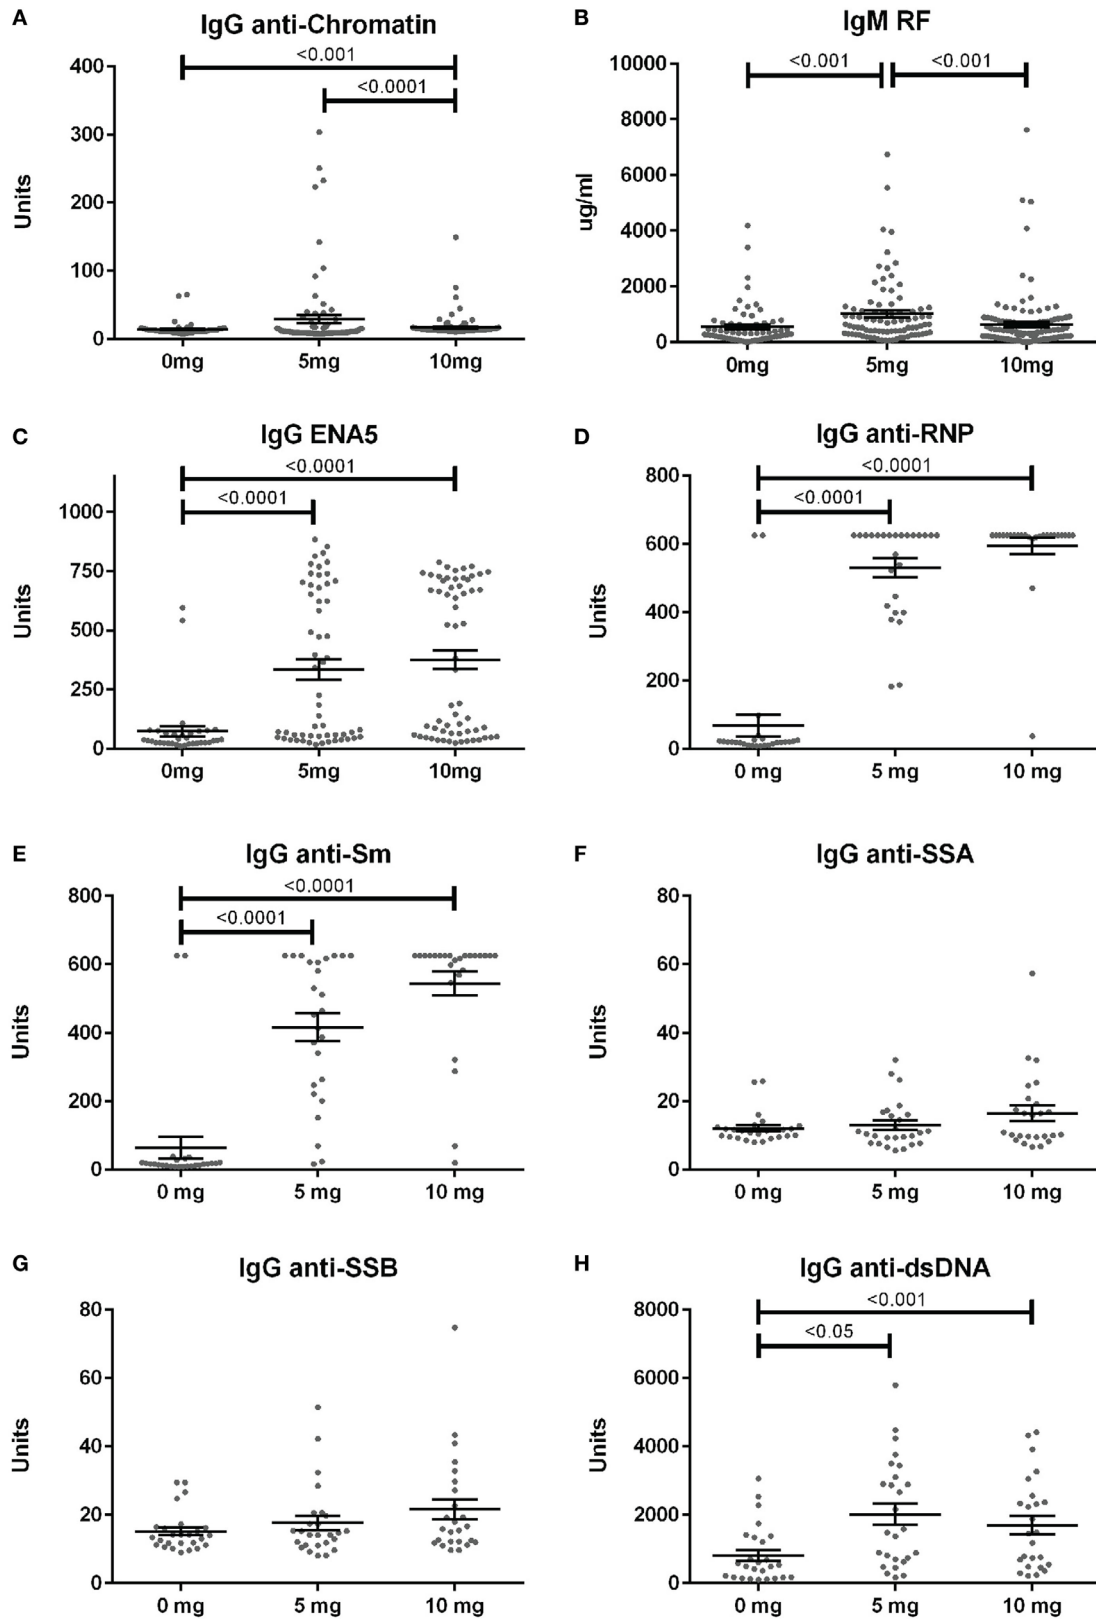 A
IgG anti-Chromatin
<0.001
<0.0001
400
300
200
100
0
Units
0mg 5mg 10mg
B
IgM RF
<0.001 <0.001
10000
8000
6000
4000
2000
0
ug/ml
0mg 5mg 10mg
C
IgG ENA5
<0.0001
<0.0001
1000
750
500
250
0
Units
0mg 5mg 10mg
D
IgG anti-RNP
<0.0001
<0.0001
800
600
400
200
0
Units
0 mg 5 mg 10 mg
E
IgG anti-Sm
<0.0001
<0.0001
800
600
400
200
0
Units
0 mg 5 mg 10 mg
F
IgG anti-SSA
80
60
40
20
0
Units
0 mg 5 mg 10 mg
G
IgG anti-SSB
80
60
40
20
0
Units
0 mg 5 mg 10 mg
H
IgG anti-dsDNA
<0.001
<0.05
8000
6000
4000
2000
0
Units
0 mg 5 mg 10 mg